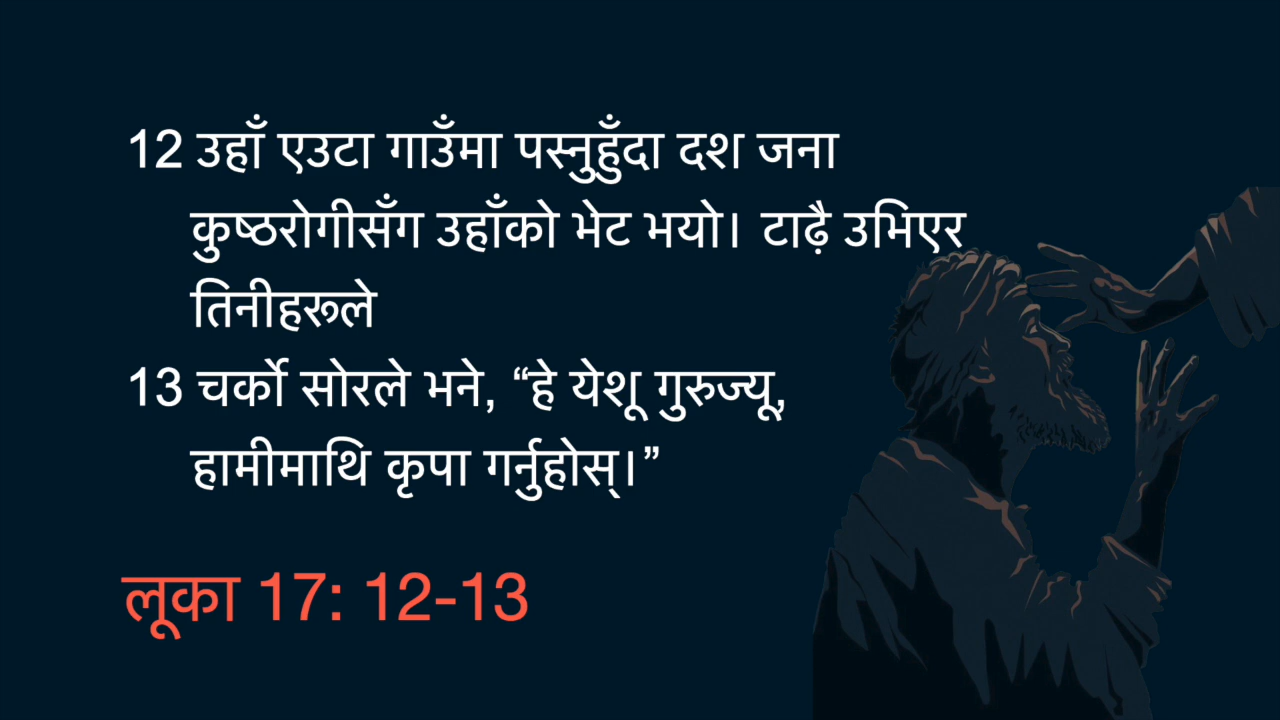 12 उहाँ एउटा गाउँमा पस्नुहुँदा दश जना
कुष्ठरोगीसँग उहाँको भेट भयो। टाढ़ै उभिएर
तिनीहरूले
13 चर्को सोरले भने, “हे येशू गुरुज्यू,
हामीमाथि कृपा गर्नुहोस्।”
लूका 17: 12-13